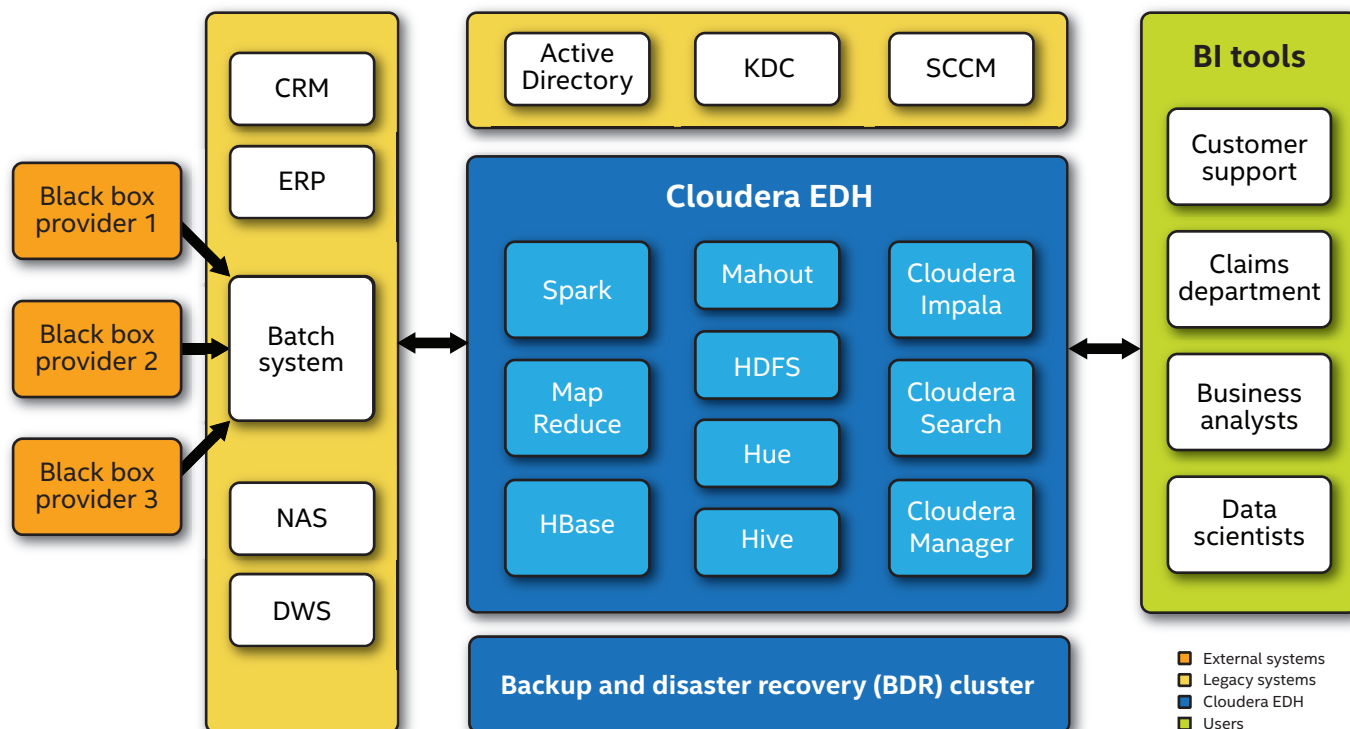 Black box
provider 1
Black box
provider 2
Black box
provider 3
CRM
ERP
Batch
system
NAS
DWS
Active
Directory
KDC
SCCM
Cloudera EDH
Spark
Map
Reduce
HBase
Mahout
HDFS
Hue
Hive
Cloudera
Impala
Cloudera
Search
Cloudera
Manager
Backup and disaster recovery (BDR) cluster
BI tools
Customer
support
Claims
department
Business
analysts
Data
scientists
External systems
Legacy systems
Cloudera EDH
Users